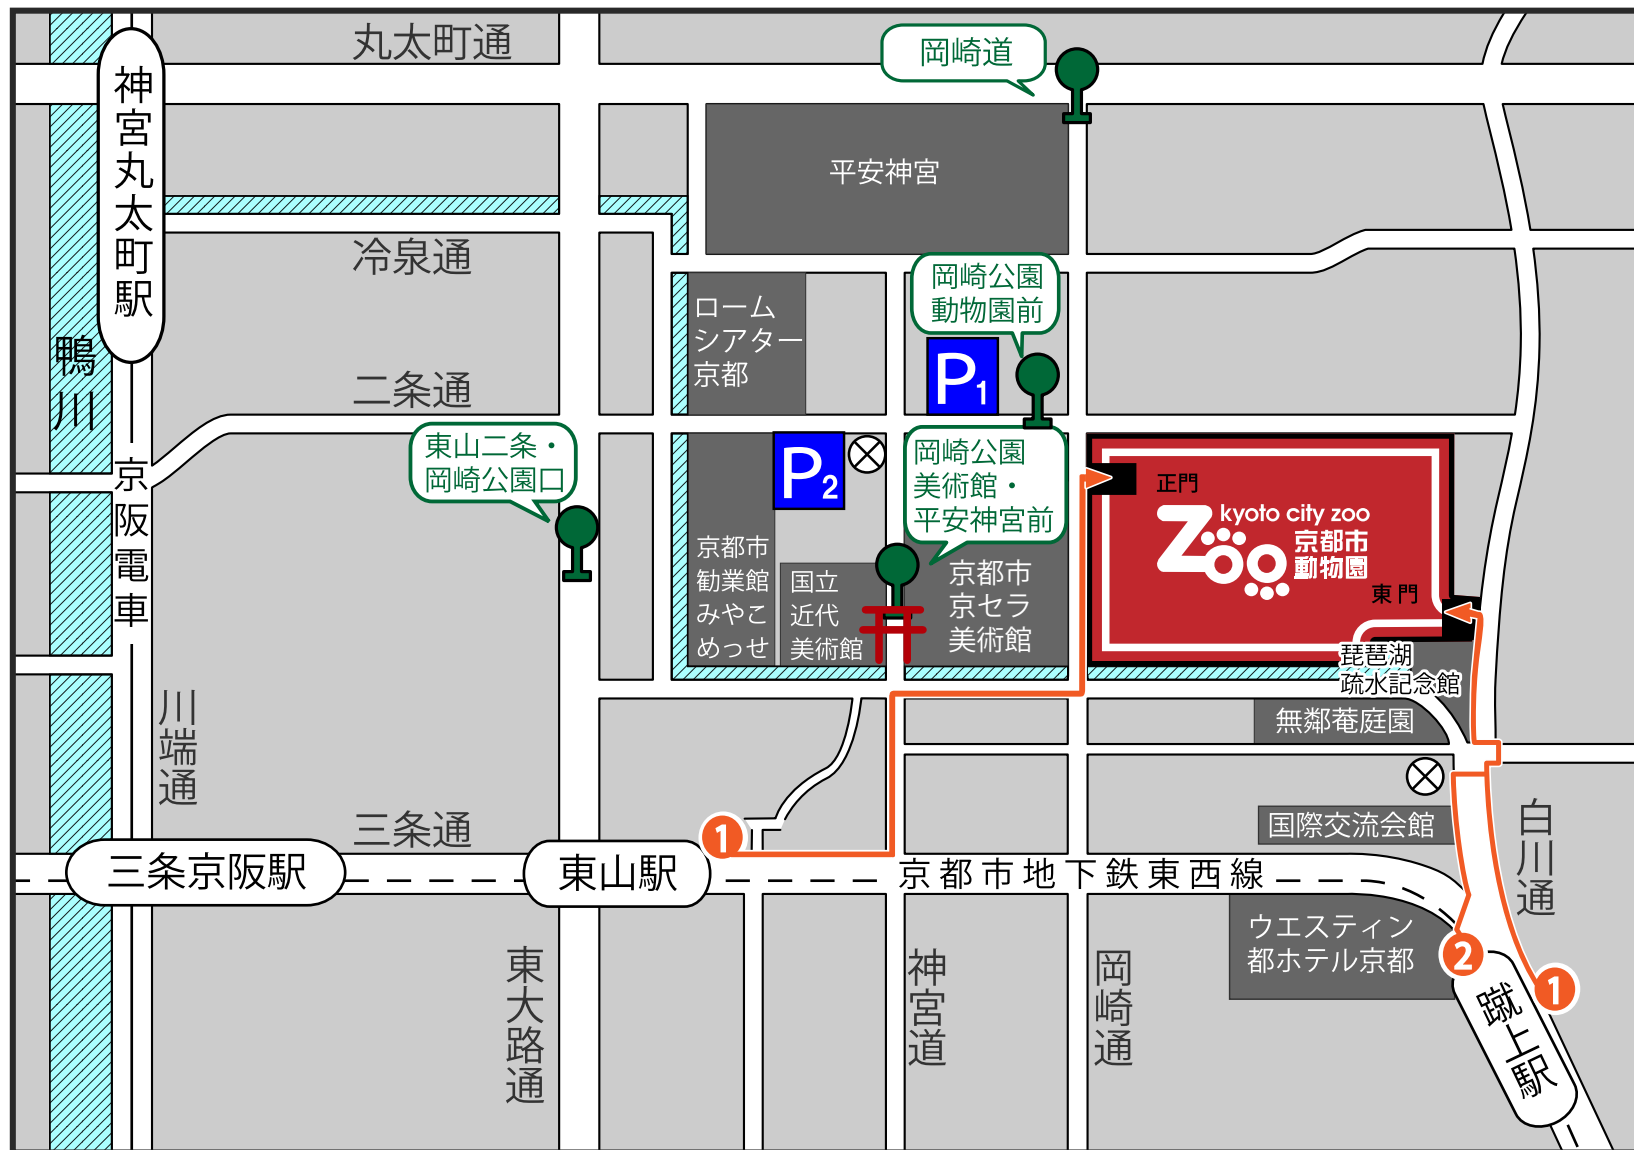 丸太町通
岡崎道
神宮丸太町駅
平安神宮
冷泉通
岡崎公園
動物園前
ローム
シアター
京都
鴨川
P1
二条通
東山二条・
岡崎公園口
P2
岡崎公園
美術館・
平安神宮前
正門
kyoto city zoo
ZOO
京都市
動物園
東門
京阪電車
京都市
勧業館
みやこ
めっせ
国立
近代
美術館
京都市
京セラ
美術館
琵琶湖
疏水記念館
無鄰菴庭園
川端通
三条通
1
国際交流会館
白川通
三条京阪駅
東山駅
京都市地下鉄東西線
ウエスティン
都ホテル京都
東大路通
神宮道
岡崎通
2
1
蹴上駅